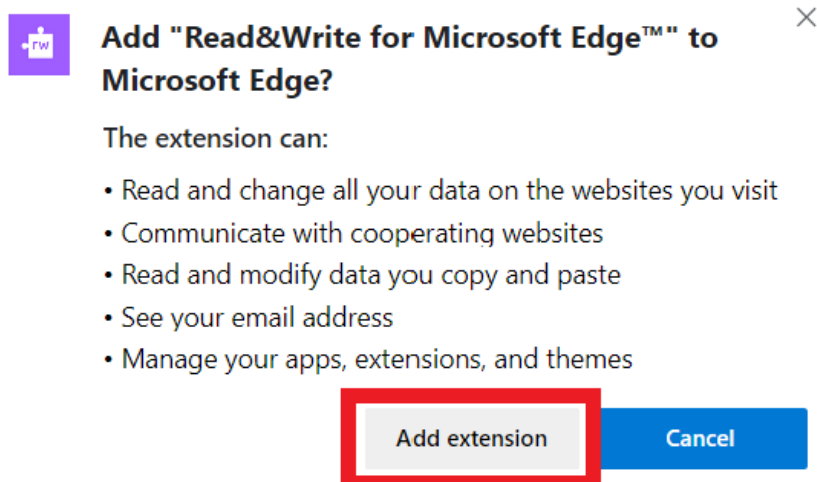 rw
Add "Read&Write for Microsoft Edge™" to
Microsoft Edge?
The extension can:
• Read and change all your data on the websites you visit
• Communicate with cooperating websites
• Read and modify data you copy and paste
• See your email address
• Manage your apps, extensions, and themes
Add extension Cancel